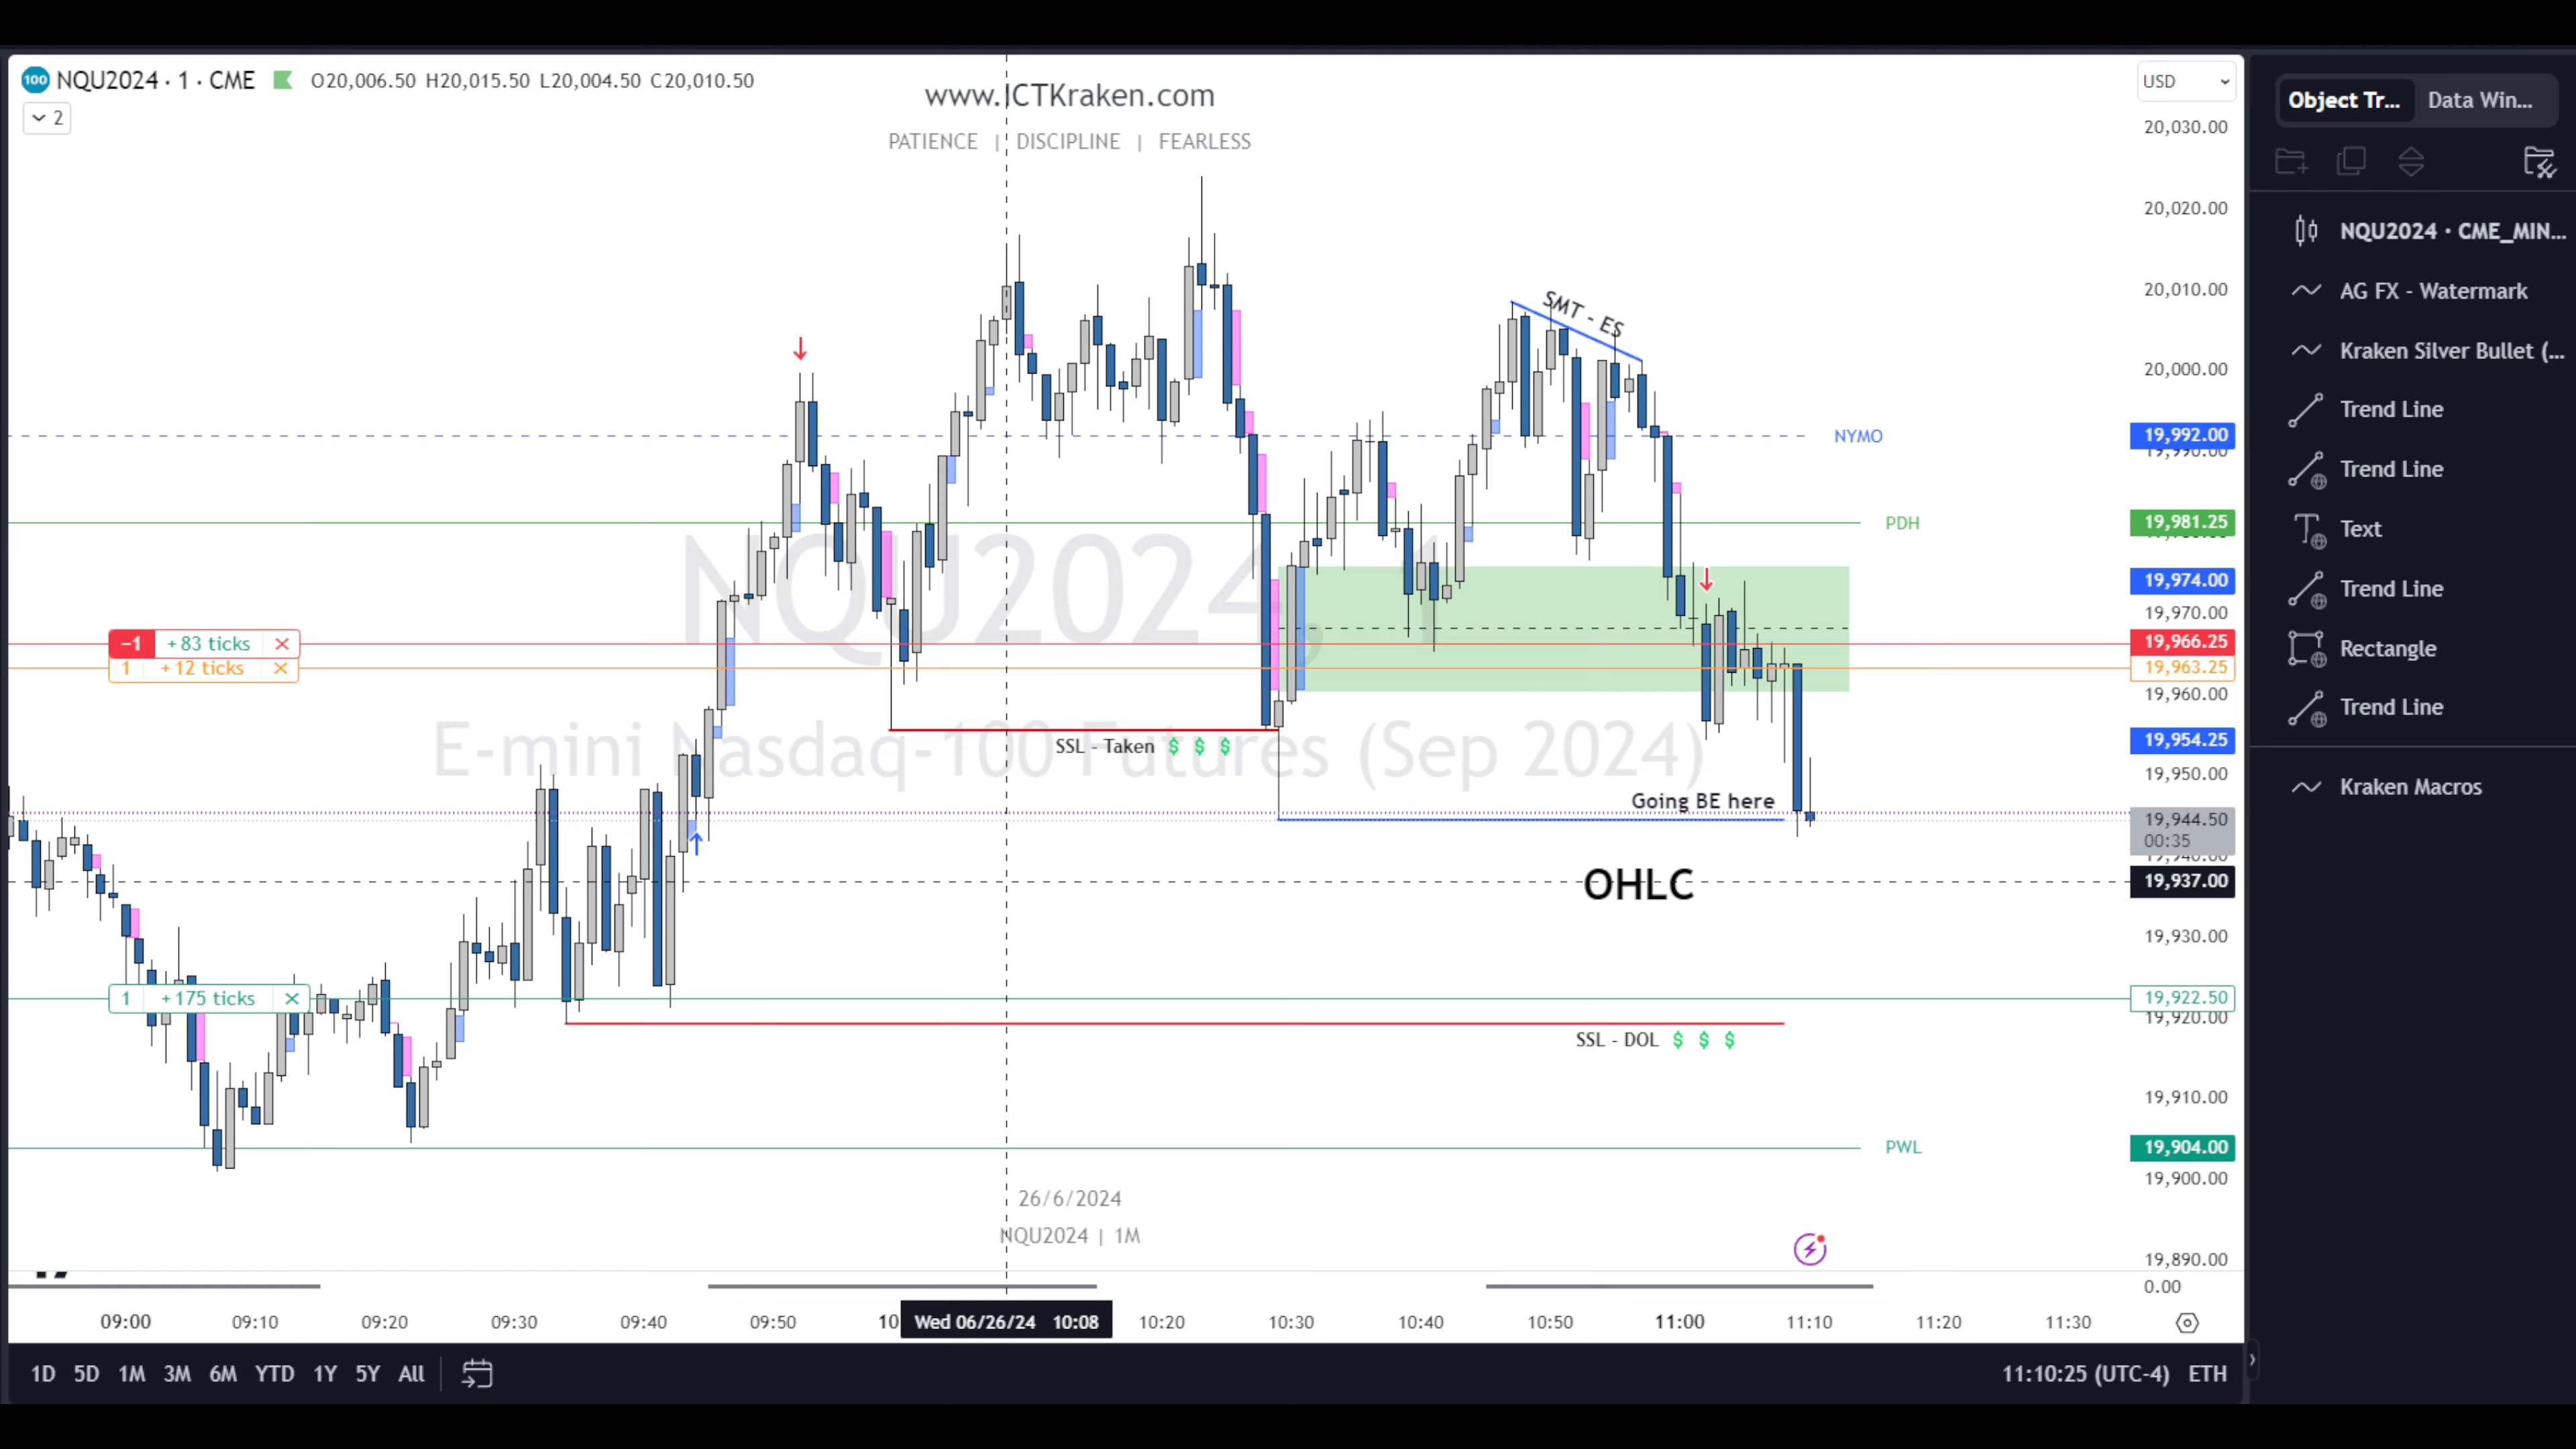 100 NQU2024 · 1 · CME O20,006.50 H20,015.50 L20,004.50 C20,010.50
2
www.ICTKraken.com
PATIENCE | DISCIPLINE | FEARLESS
USD
20,030.00
20,020.00
20,010.00
20,000.00
SMT - ES
NYMO 19,992.00
19,990.00
PDH 19,981.25
NQU2024, 1
19,974.00
19,970.00
−1 +83 ticks 19,966.25
1 +12 ticks 19,963.25
19,960.00
E-mini Nasdaq-100 Futures (Sep 2024)
SSL - Taken $ $ $
19,954.25
19,950.00
Going BE here
19,944.50
00:35
19,940.00
OHLC 19,937.00
19,930.00
1 +175 ticks 19,922.50
19,920.00
SSL - DOL $ $ $
19,910.00
PWL 19,904.00
19,900.00
26/6/2024
NQU2024 | 1M
19,890.00
0.00
09:00 09:10 09:20 09:30 09:40 09:50 10 Wed 06/26/24 10:08 10:20 10:30 10:40 10:50 11:00 11:10 11:20 11:30
1D 5D 1M 3M 6M YTD 1Y 5Y All 11:10:25 (UTC-4) ETH
Object Tr... Data Win...
NQU2024 · CME_MIN...
AG FX - Watermark
Kraken Silver Bullet (...
Trend Line
Trend Line
Text
Trend Line
Rectangle
Trend Line
Kraken Macros